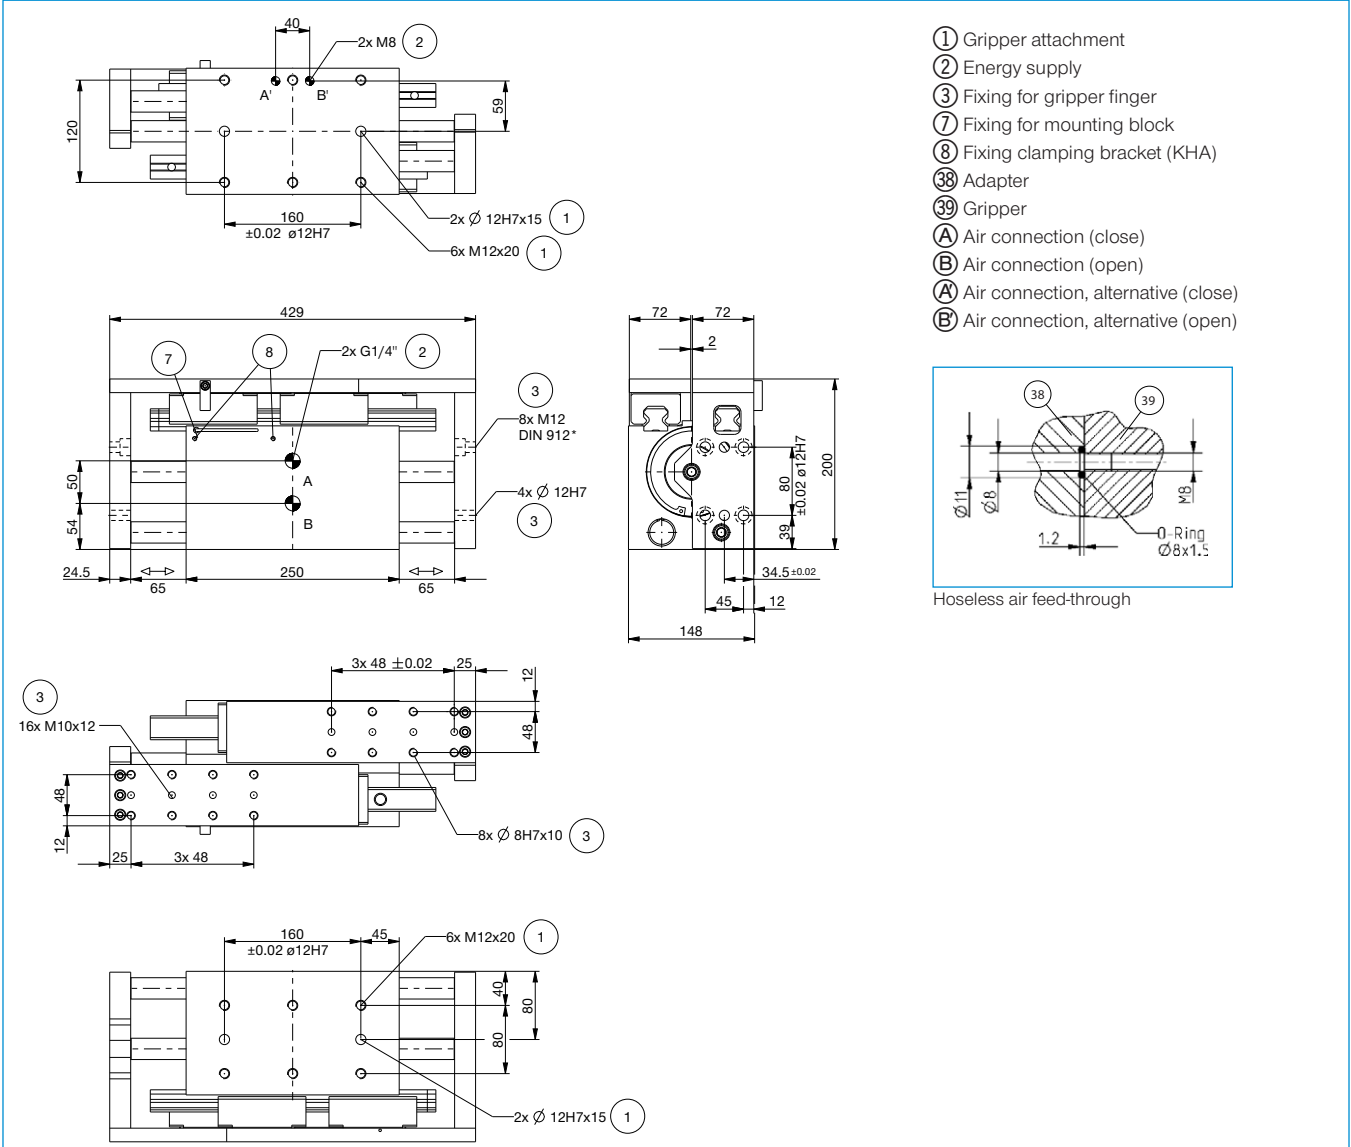 40
2x M8 2
A'
B'
120
59
160
±0.02 ø12H7
2x Ø 12H7x15 1
6x M12x20 1
1 Gripper attachment
2 Energy supply
3 Fixing for gripper finger
7 Fixing for mounting block
8 Fixing clamping bracket (KHA)
38 Adapter
39 Gripper
A Air connection (close)
B Air connection (open)
A' Air connection, alternative (close)
B' Air connection, alternative (open)
429
7
8
2x G1/4" 2
3
8x M12
DIN 912*
A
50
4x Ø 12H7
B
3
54
24.5
65
250
65
72
72
2
80
±0.02 ø12H7
200
39
34.5±0.02
45
12
148
38
39
Ø11
Ø8
M8
1.2
O-Ring
Ø8x1.5
Hoseless air feed-through
3x 48 ±0.02
25
12
3
16x M10x12
48
48
12
25
3x 48
8x Ø 8H7x10 3
160
±0.02 ø12H7
45
6x M12x20 1
40
80
80
2x Ø 12H7x15 1